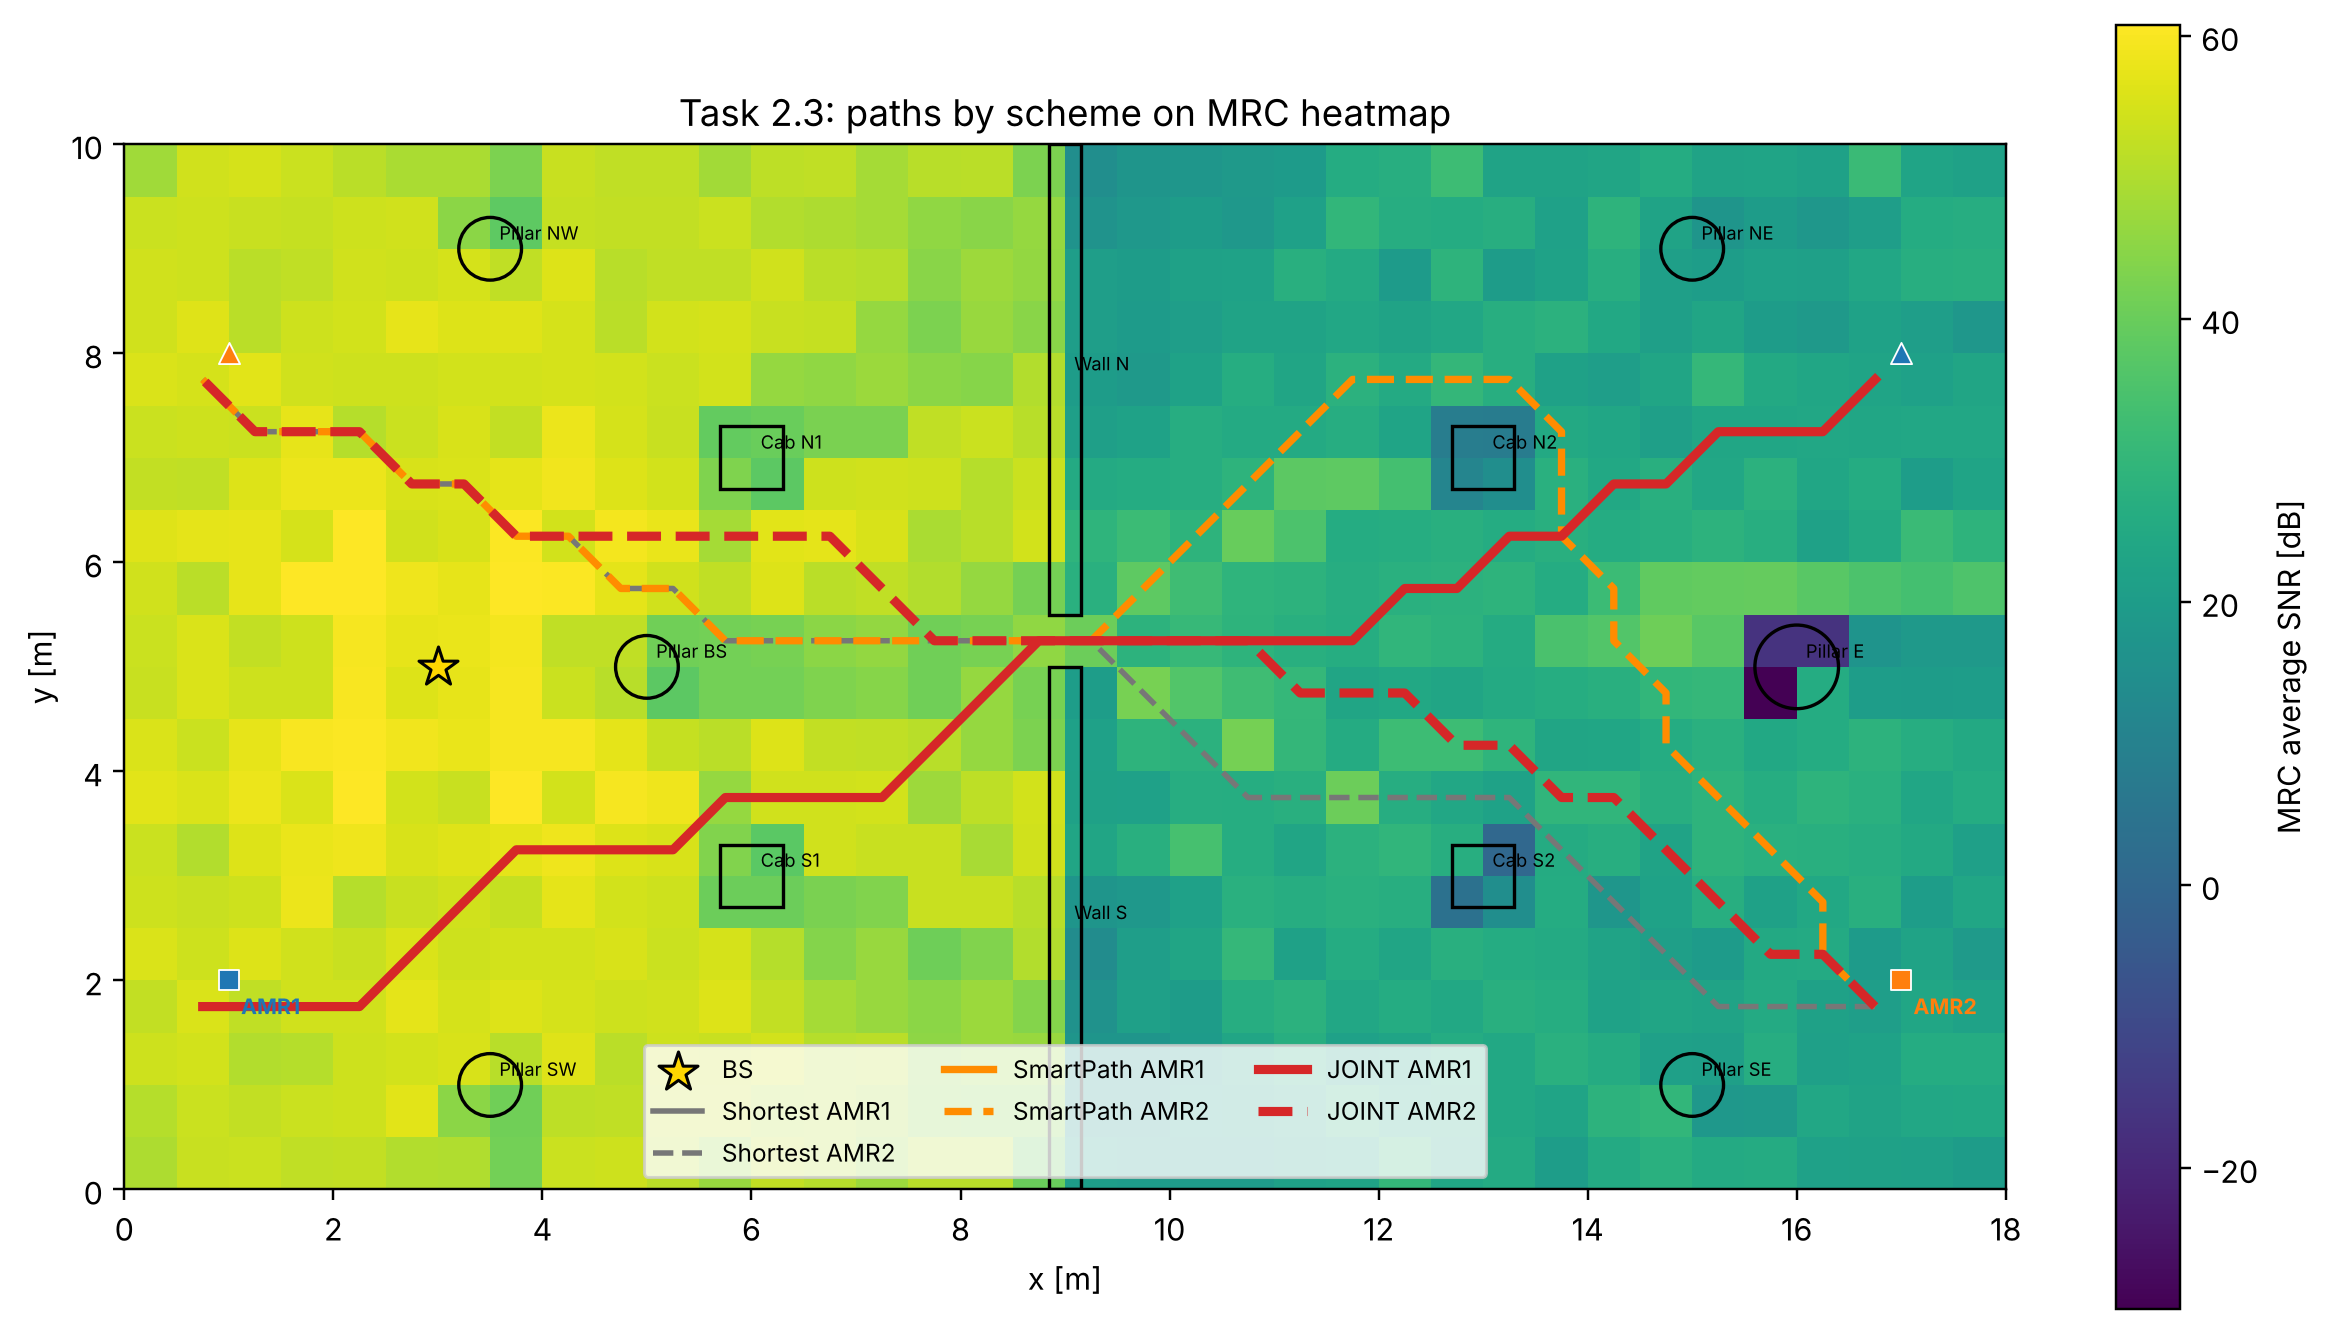 Task 2.3: paths by scheme on MRC heatmap
10
8
6
4
2
0
y [m]
Pillar NW
Pillar NE
Wall N
Cab N1
Cab N2
Pillar BS
Pillar E
Cab S1
Cab S2
Wall S
AMR1
AMR2
Pillar SW
Pillar SE
BS
Shortest AMR1
Shortest AMR2
SmartPath AMR1
SmartPath AMR2
JOINT AMR1
JOINT AMR2
0 2 4 6 8 10 12 14 16 18
x [m]
60
40
20
0
−20
MRC average SNR [dB]